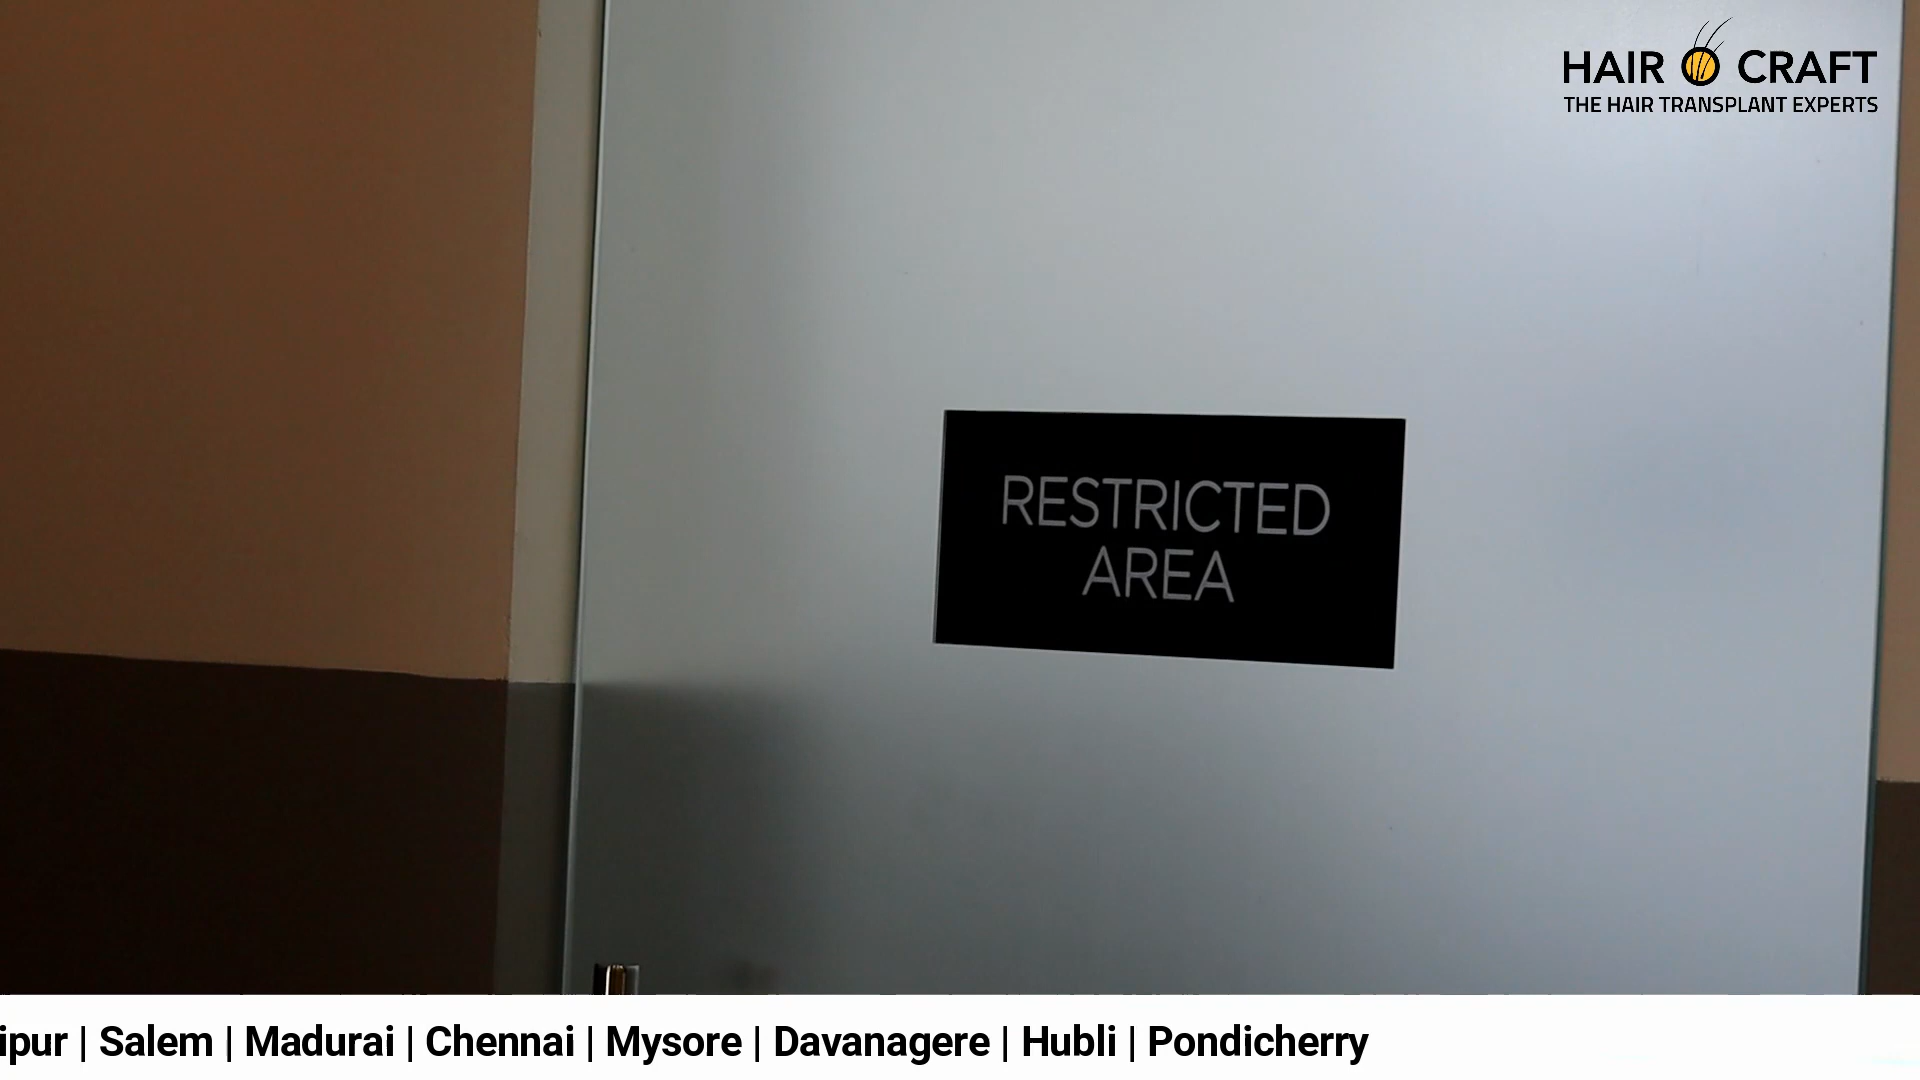 HAIR CRAFT
THE HAIR TRANSPLANT EXPERTS
RESTRICTED
AREA
ipur | Salem | Madurai | Chennai | Mysore | Davanagere | Hubli | Pondicherry